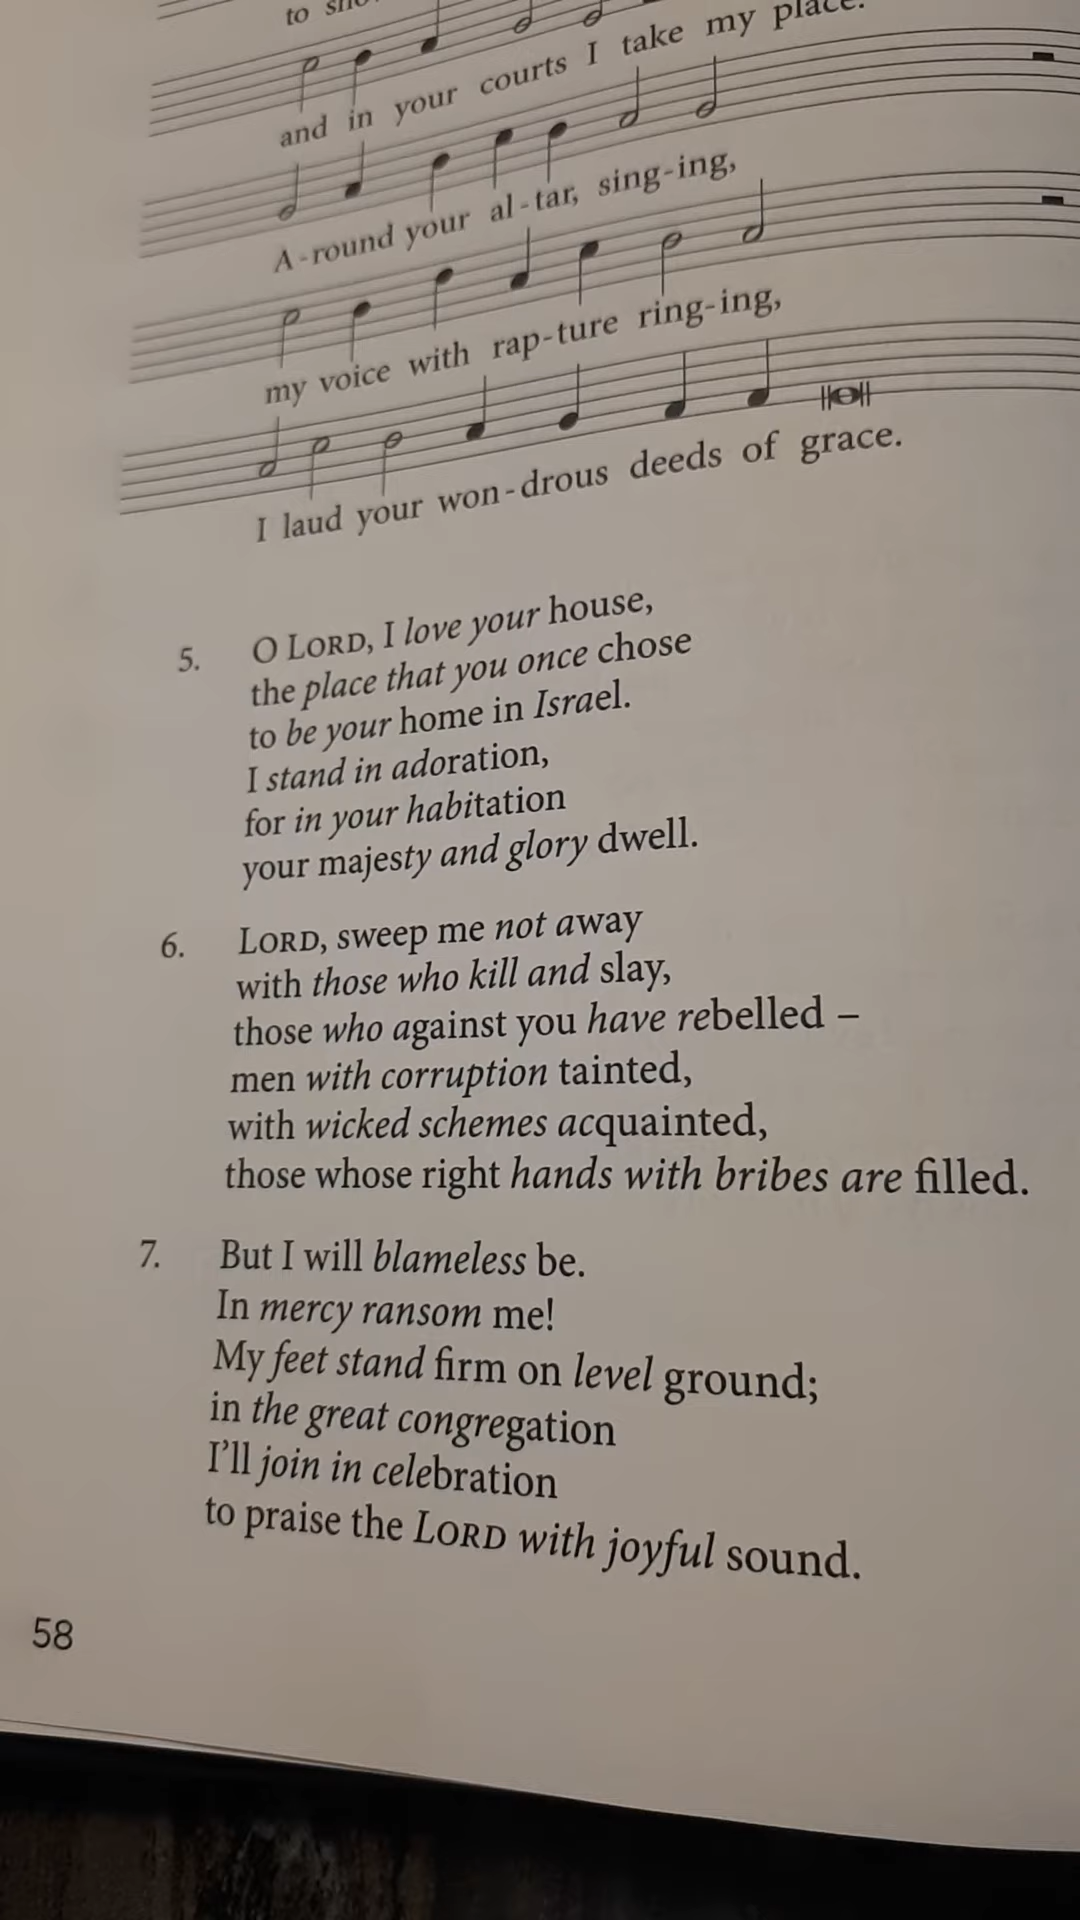 to
and in your courts I take my place.
A-round your al-tar, sing-ing,
my voice with rap-ture ring-ing,
I laud your won-drous deeds of grace.
5. O LORD, I love your house,
the place that you once chose
to be your home in Israel.
I stand in adoration,
for in your habitation
your majesty and glory dwell.
6. LORD, sweep me not away
with those who kill and slay,
those who against you have rebelled –
men with corruption tainted,
with wicked schemes acquainted,
those whose right hands with bribes are filled.
7. But I will blameless be.
In mercy ransom me!
My feet stand firm on level ground;
in the great congregation
I'll join in celebration
to praise the LORD with joyful sound.
58